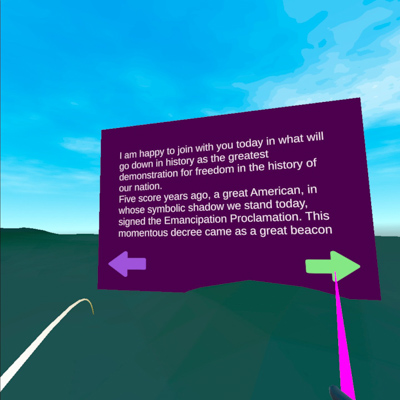 I am happy to join with you today in what will
go down in history as the greatest
demonstration for freedom in the history of
our nation.
Five score years ago, a great American, in
whose symbolic shadow we stand today,
signed the Emancipation Proclamation. This
momentous decree came as a great beacon